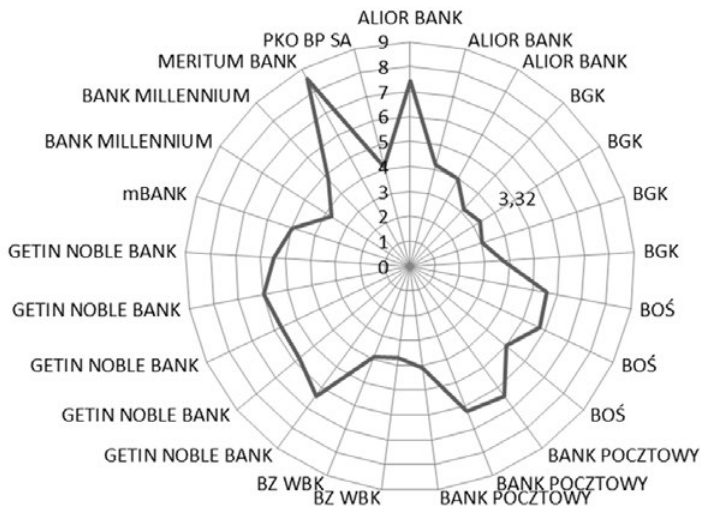 ALIOR BANK
ALIOR BANK
ALIOR BANK
BGK
BGK
BGK
BGK
BOŚ
BOŚ
BOŚ
BANK POCZTOWY
BANK POCZTOWY
BANK POCZTOWY
BZ WBK
BZ WBK
GETIN NOBLE BANK
GETIN NOBLE BANK
GETIN NOBLE BANK
GETIN NOBLE BANK
GETIN NOBLE BANK
mBANK
BANK MILLENNIUM
BANK MILLENNIUM
MERITUM BANK
PKO BP SA
9
8
7
6
5
4
3
2
1
0
3,32